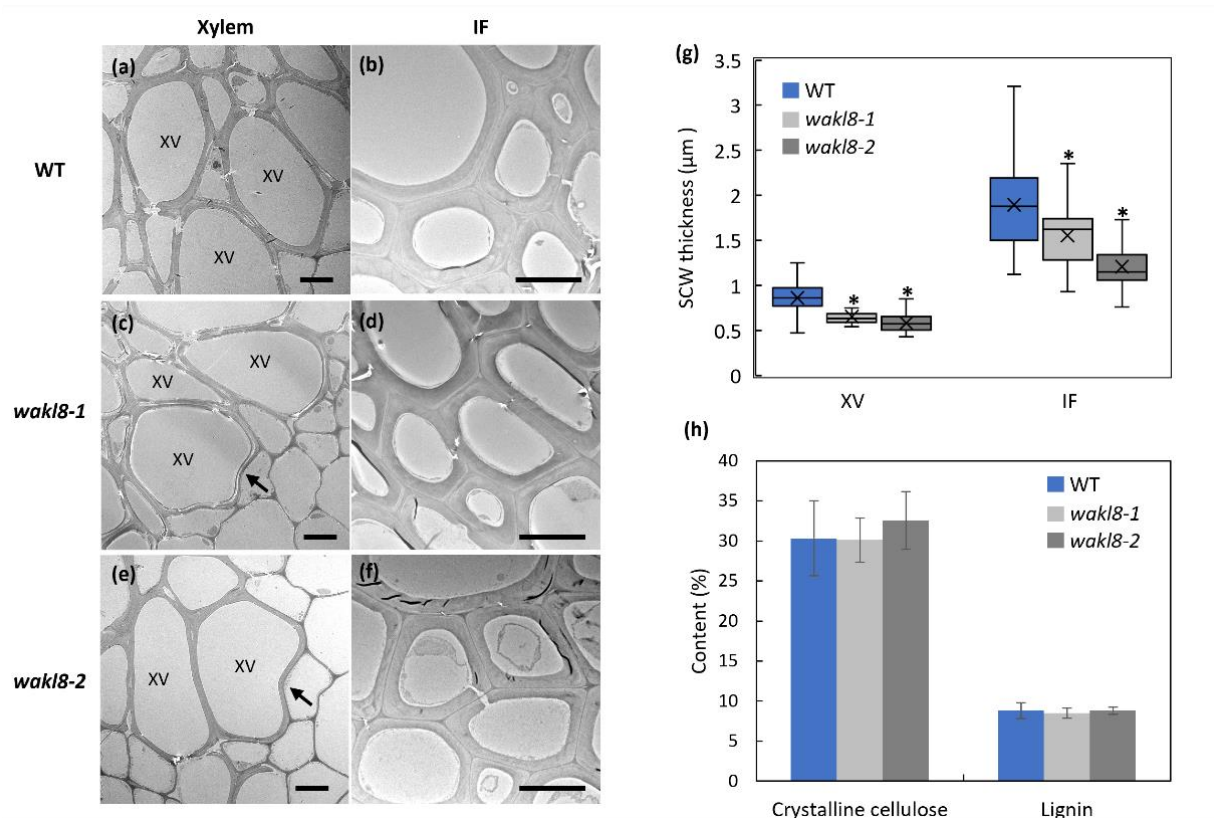 Xylem
IF
WT
(a)
XV
XV
XV
(b)
wakl8-1
(c)
XV
XV
XV
(d)
wakl8-2
(e)
XV
XV
(f)
(g)
SCW thickness (µm )
3.5
3
2.5
2
1.5
1
0.5
0
WT
wakl8-1
wakl8-2
*
*
*
*
XV
IF
(h)
Content (%)
40
35
30
25
20
15
10
5
0
WT
wakl8-1
wakl8-2
Crystalline cellulose
Lignin